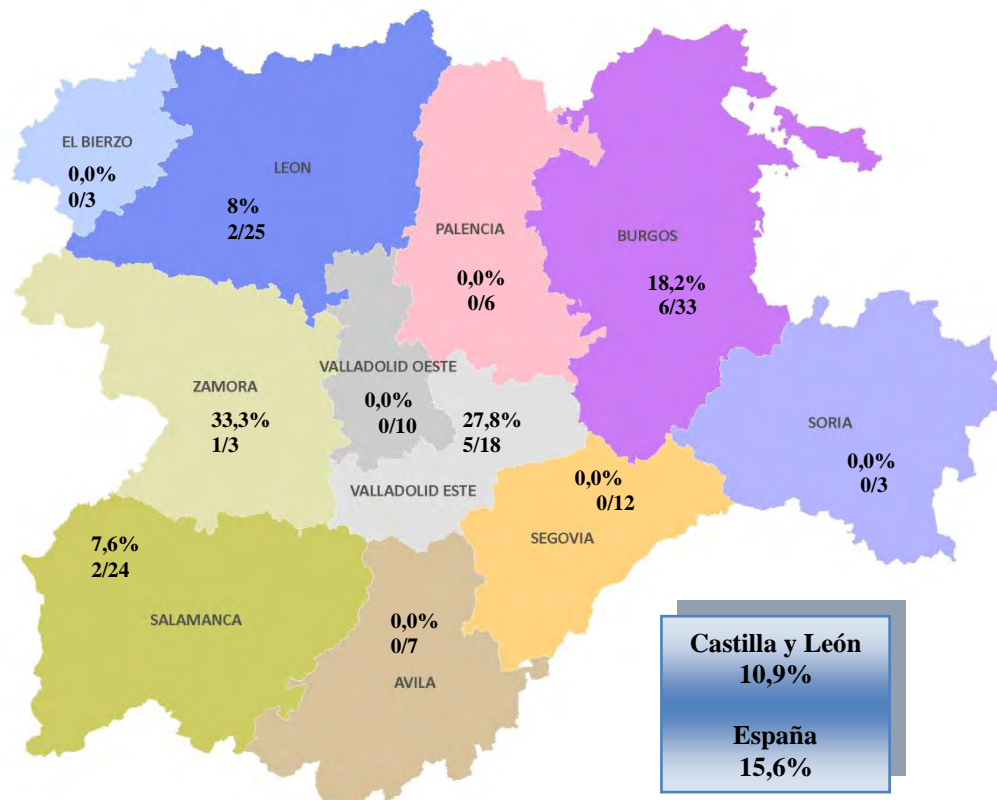 EL BIERZO
0,0%
0/3
LEON
8%
2/25
PALENCIA
0,0%
0/6
BURGOS
18,2%
6/33
ZAMORA
33,3%
1/3
VALLADOLID OESTE
0,0%
0/10
27,8%
5/18
VALLADOLID ESTE
SORIA
0,0%
0/3
0,0%
0/12
SEGOVIA
7,6%
2/24
SALAMANCA
0,0%
0/7
AVILA
Castilla y León
10,9%
España
15,6%